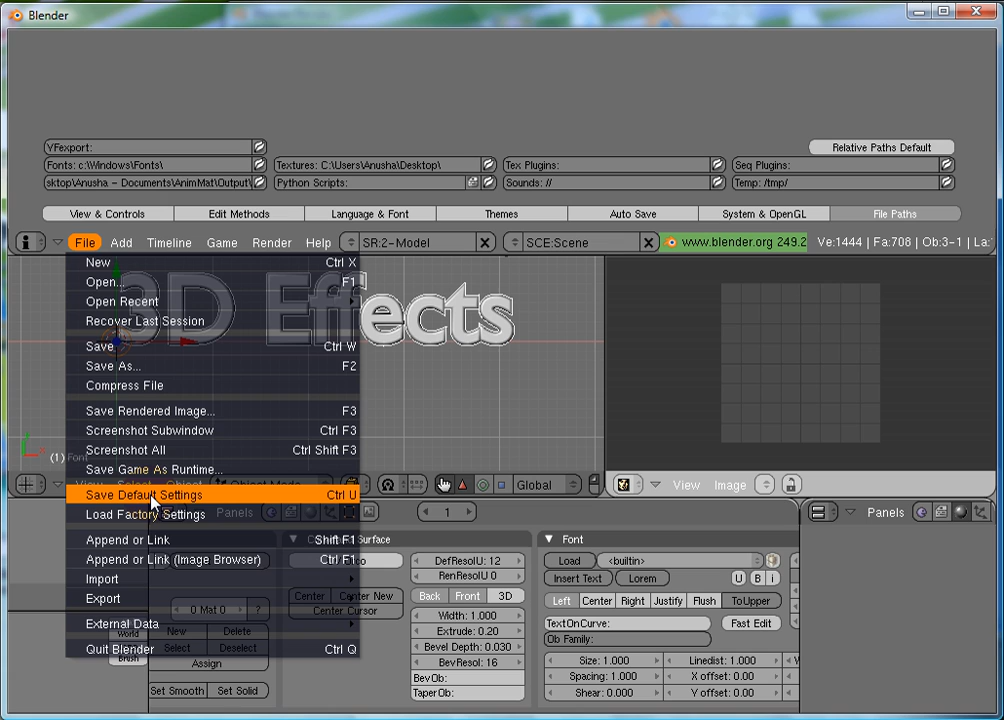 Blender
YFexport:
Relative Paths Default
Fonts: c:\Windows\Fonts\
Textures: C:\Users\Anusha\Desktop\
Tex Plugins:
Seq Plugins:
sktop\Anusha – Documents\AnimMat\Output\
Python Scripts:
Sounds: //
Temp: /tmp/
View & Controls
Edit Methods
Language & Font
Themes
Auto Save
System & OpenGL
File Paths
File
Add
Timeline
Game
Render
Help
SR:2-Model
SCE:Scene
www.blender.org 249.2
Ve:1444 | Fa:708 | Ob:3-1 | La:
3D Effects
New Ctrl X
Open... F1
Open Recent
Recover Last Session
Save Ctrl W
Save As... F2
Compress File
Save Rendered Image... F3
Screenshot Subwindow Ctrl F3
Screenshot All Ctrl Shift F3
Save Game As Runtime...
Save Default Settings Ctrl U
Load Factory Settings
Append or Link Shift F1
Append or Link (Image Browser) Ctrl F1
Import
Export
External Data
Quit Blender Ctrl Q
(1) Font
View Select Object
Object Mode
Global
View
Image
Panels
1
Panels
Surface
DefResolU: 12
RenResolU 0
Center
Center New
Center Cursor
Back
Front
3D
Width: 1.000
Extrude: 0.20
Bevel Depth: 0.030
BevResol: 16
BevOb:
TaperOb:
0 Mat 0
?
New
Delete
Select
Deselect
Assign
World
Brush
Set Smooth
Set Solid
Font
Load
<builtin>
Insert Text
Lorem
U
B
i
Left
Center
Right
Justify
Flush
ToUpper
TextOnCurve:
Fast Edit
Ob Family:
Size: 1.000
Linedist: 1.000
Spacing: 1.000
X offset: 0.00
Shear: 0.000
Y offset: 0.00